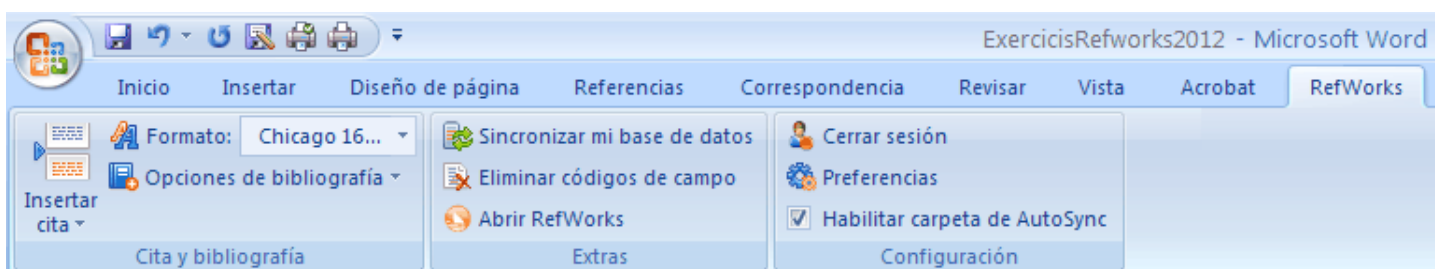 ExercicisRefworks2012 - Microsoft Word
Inicio Insertar Diseño de página Referencias Correspondencia Revisar Vista Acrobat RefWorks
Insertar
cita
Formato: Chicago 16...
Opciones de bibliografía
Cita y bibliografía
Sincronizar mi base de datos
Eliminar códigos de campo
Abrir RefWorks
Extras
Cerrar sesión
Preferencias
Habilitar carpeta de AutoSync
Configuración